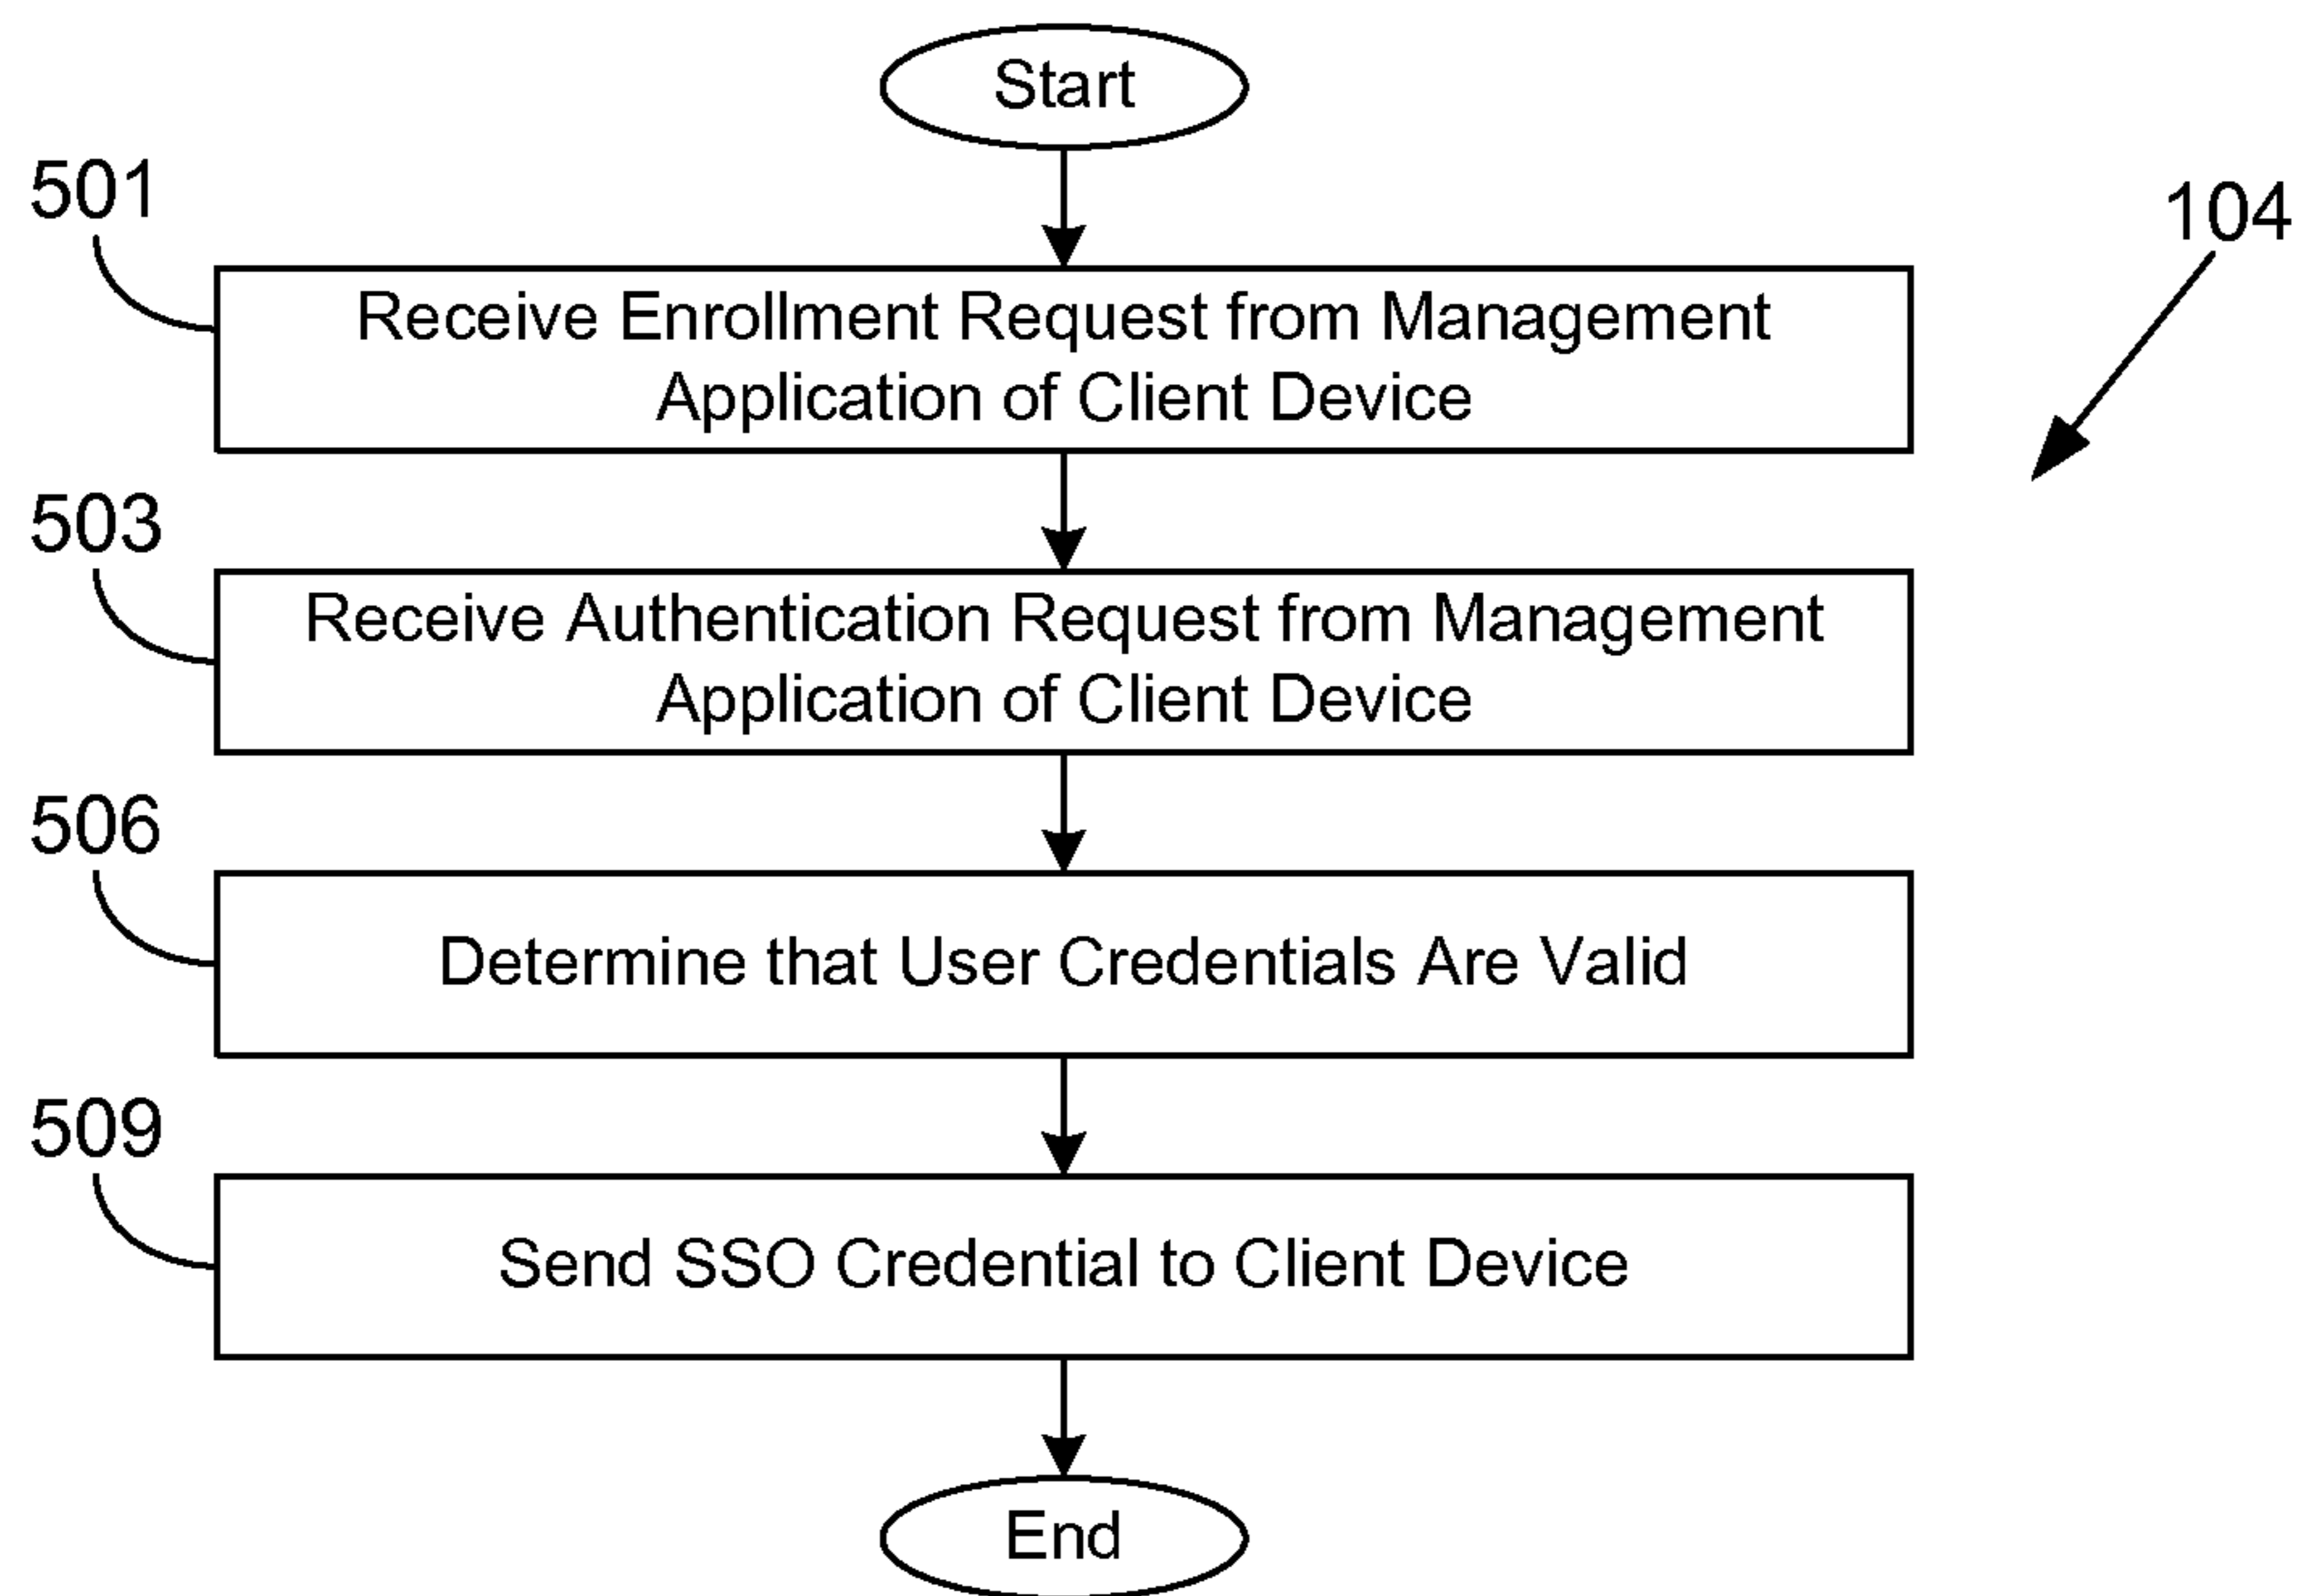 Start
501
104
Receive Enrollment Request from Management
Application of Client Device
503
Receive Authentication Request from Management
Application of Client Device
506
Determine that User Credentials Are Valid
509
Send SSO Credential to Client Device
End